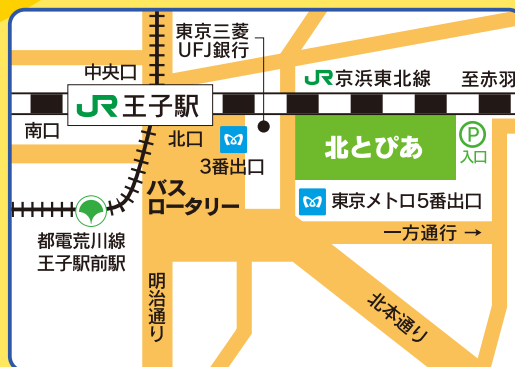 東京三菱
UFJ銀行
中央口
JR京浜東北線
至赤羽
JR王子駅
南口
北口
3番出口
北とぴあ
P
入口
バス
ロータリー
東京メトロ5番出口
一方通行 →
都電荒川線
王子駅前駅
明治通り
北本通り